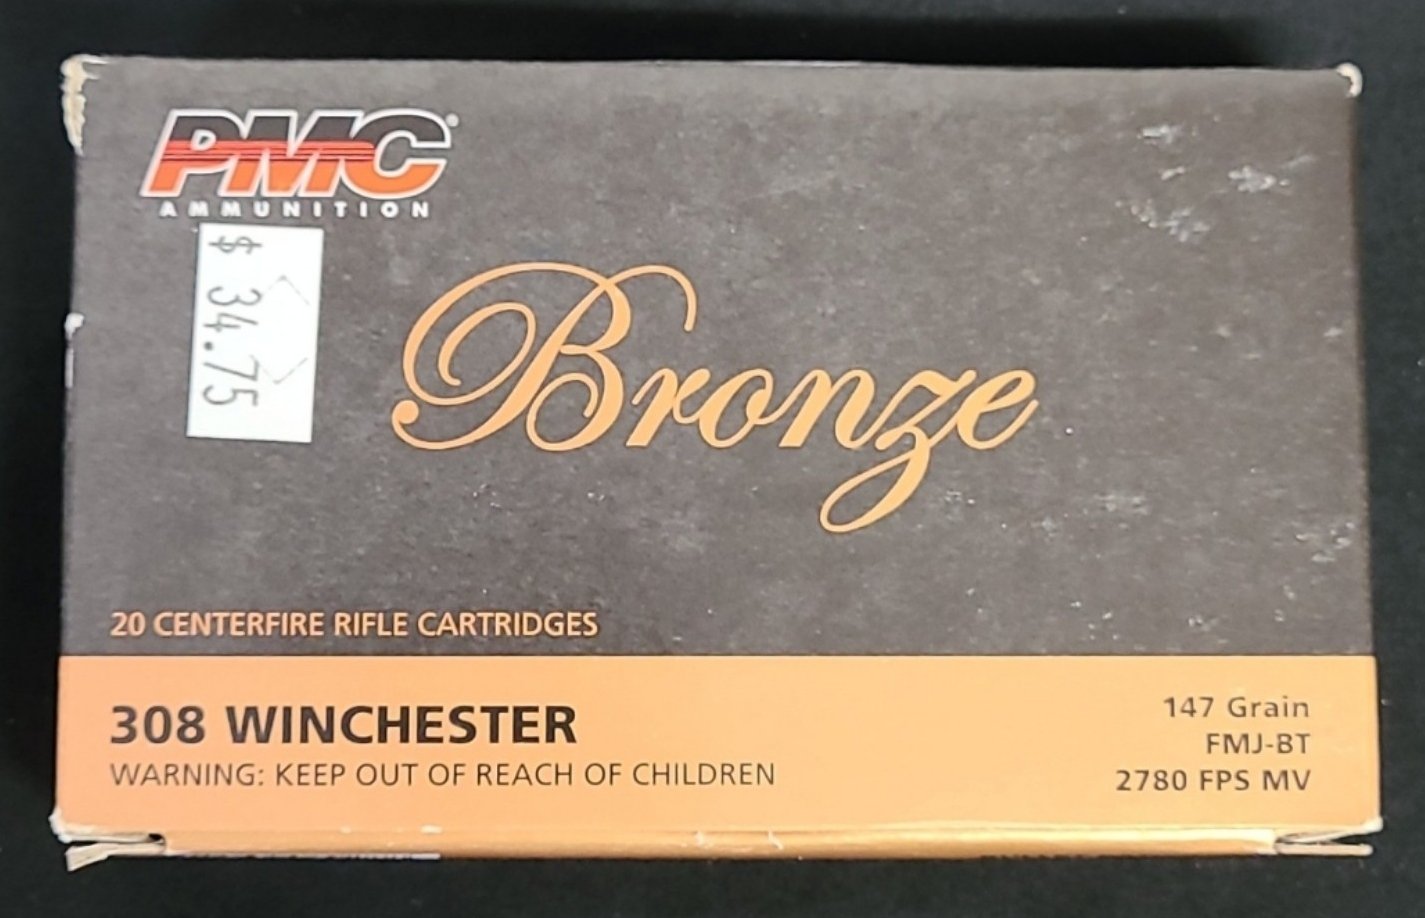 PMC®
AMMUNITION
$ 34.75
Bronze
20 CENTERFIRE RIFLE CARTRIDGES
308 WINCHESTER
WARNING: KEEP OUT OF REACH OF CHILDREN
147 Grain
FMJ-BT
2780 FPS MV